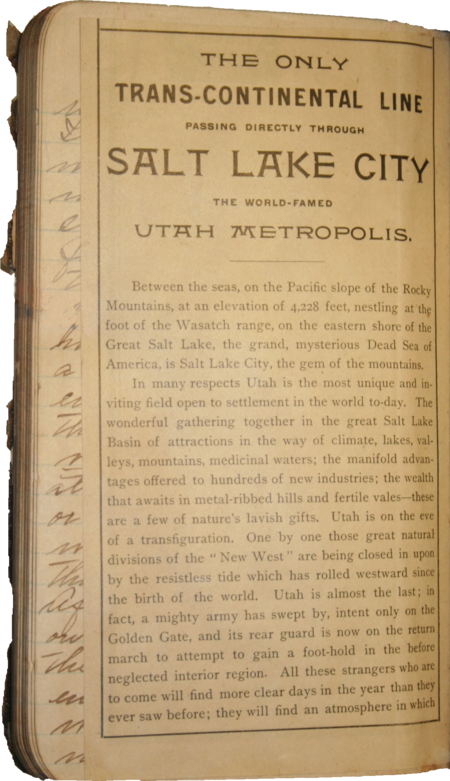 THE ONLY
TRANS-CONTINENTAL LINE
PASSING DIRECTLY THROUGH
SALT LAKE CITY
THE WORLD-FAMED
UTAH METROPOLIS.
Between the seas, on the Pacific slope of the Rocky
Mountains, at an elevation of 4,228 feet, nestling at the
foot of the Wasatch range, on the eastern shore of the
Great Salt Lake, the grand, mysterious Dead Sea of
America, is Salt Lake City, the gem of the mountains.
In many respects Utah is the most unique and in-
viting field open to settlement in the world to-day. The
wonderful gathering together in the great Salt Lake
Basin of attractions in the way of climate, lakes, val-
leys, mountains, medicinal waters; the manifold advan-
tages offered to hundreds of new industries; the wealth
that awaits in metal-ribbed hills and fertile vales—these
are a few of nature's lavish gifts. Utah is on the eve
of a transfiguration. One by one those great natural
divisions of the "New West" are being closed in upon
by the resistless tide which has rolled westward since
the birth of the world. Utah is almost the last; in
fact, a mighty army has swept by, intent only on the
Golden Gate, and its rear guard is now on the return
march to attempt to gain a foot-hold in the before
neglected interior region. All these strangers who are
to come will find more clear days in the year than they
ever saw before; they will find an atmosphere in which